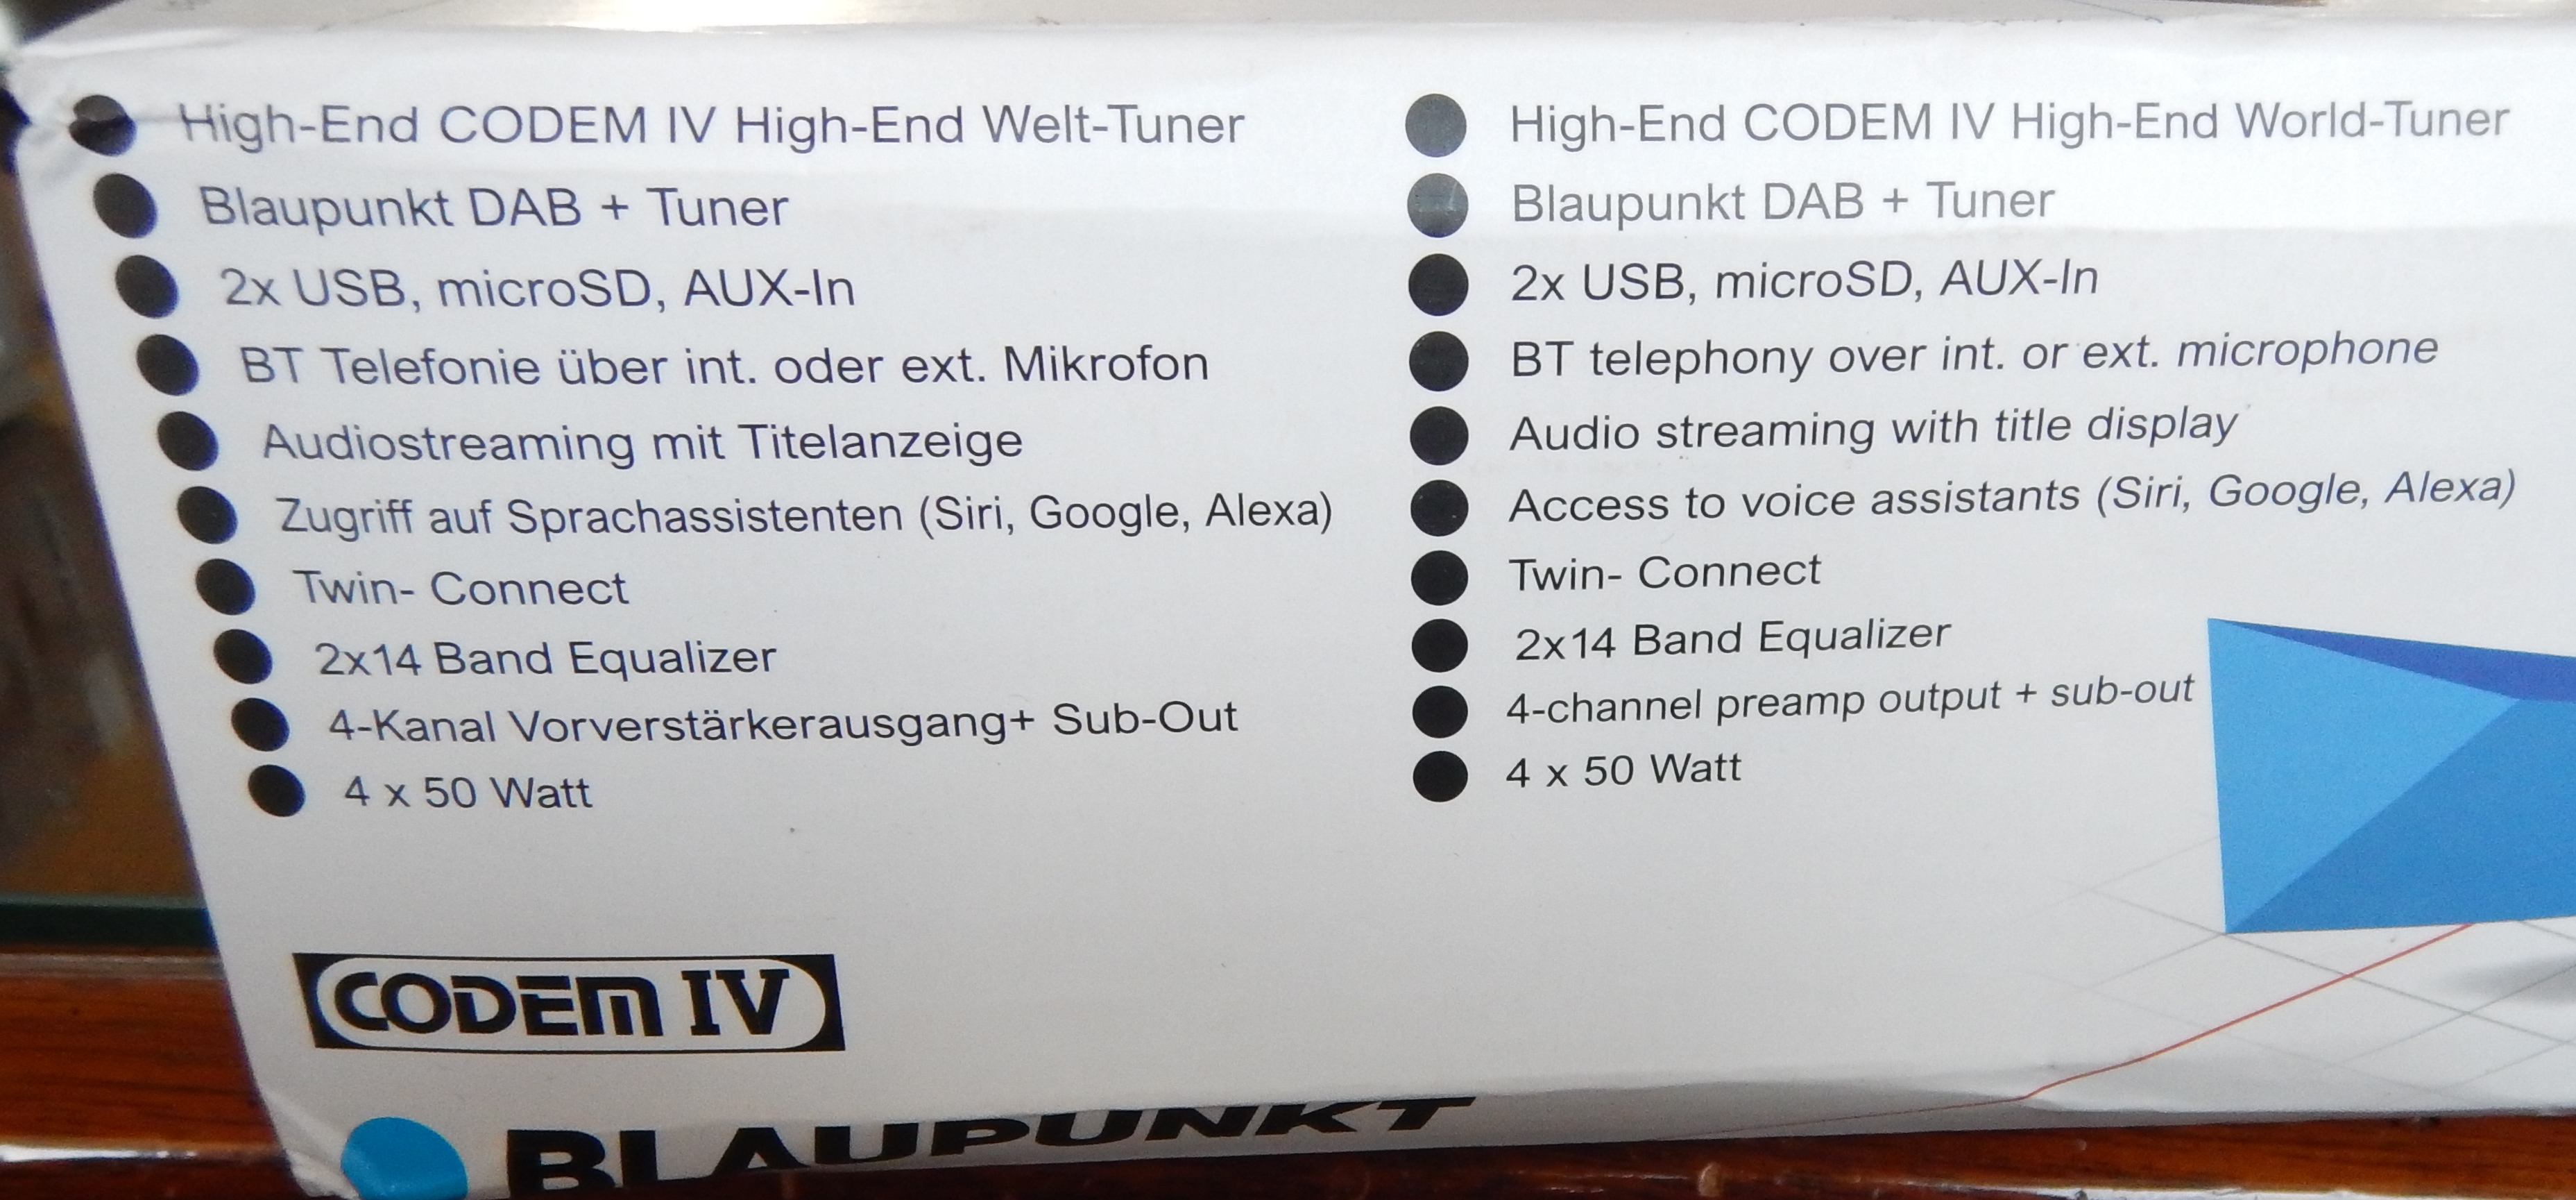 High-End CODEM IV High-End Welt-Tuner
Blaupunkt DAB + Tuner
2x USB, microSD, AUX-In
BT Telefonie über int. oder ext. Mikrofon
Audiostreaming mit Titelanzeige
Zugriff auf Sprachassistenten (Siri, Google, Alexa)
Twin- Connect
2x14 Band Equalizer
4-Kanal Vorverstärkerausgang+ Sub-Out
4 x 50 Watt
High-End CODEM IV High-End World-Tuner
Blaupunkt DAB + Tuner
2x USB, microSD, AUX-In
BT telephony over int. or ext. microphone
Audio streaming with title display
Access to voice assistants (Siri, Google, Alexa)
Twin- Connect
2x14 Band Equalizer
4-channel preamp output + sub-out
4 x 50 Watt
CODEM IV
BLAUPUNKT